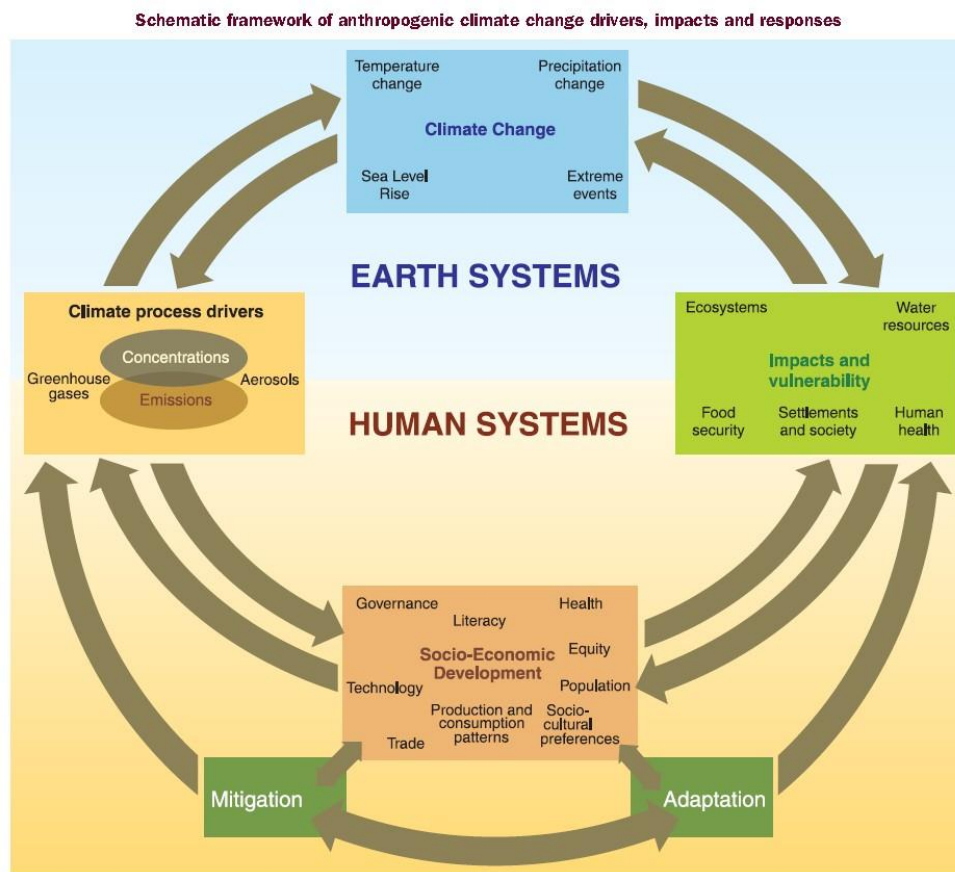 Schematic framework of anthropogenic climate change drivers, impacts and responses
Temperature
change
Precipitation
change
Climate Change
Sea Level
Rise
Extreme
events
EARTH SYSTEMS
Climate process drivers
Concentrations
Greenhouse
gases
Aerosols
Emissions
Ecosystems
Water
resources
Impacts and
vulnerability
Food
security
Settlements
and society
Human
health
HUMAN SYSTEMS
Governance
Literacy
Health
Equity
Socio-Economic
Development
Technology
Population
Production and
consumption
patterns
Socio-
cultural
preferences
Trade
Mitigation
Adaptation